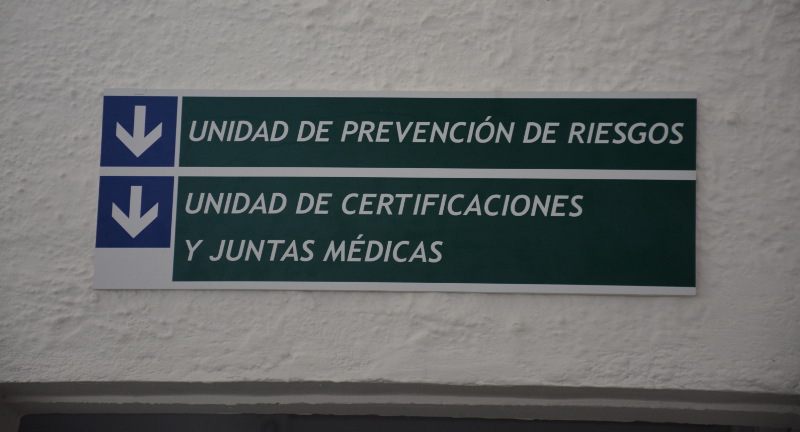 UNIDAD DE PREVENCIÓN DE RIESGOS
UNIDAD DE CERTIFICACIONES
Y JUNTAS MÉDICAS